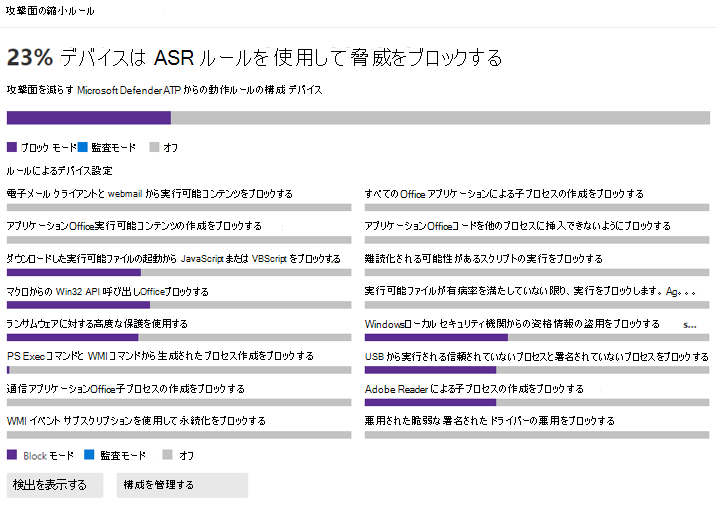 攻撃面の縮小ルール
23% デバイスは ASR ルールを使用して脅威をブロックする
攻撃面を減らす Microsoft Defender ATP からの動作ルールの構成 デバイス
ブロック モード 監査モード オフ
ルールによるデバイス設定
電子メール クライアントと webmail から実行可能コンテンツをブロックする
すべての Office アプリケーションによる子プロセスの作成をブロックする
アプリケーションOffice実行可能コンテンツの作成をブロックする
アプリケーションOfficeコードを他のプロセスに挿入できないようにブロックする
ダウンロードした実行可能ファイルの起動から JavaScript または VBScript をブロックする
難読化される可能性があるスクリプトの実行をブロックする
マクロからの Win32 API 呼び出しOfficeブロックする
実行可能ファイルが有病率を満たしていない限り、実行をブロックします。 Ag。。。
ランサムウェアに対する高度な保護を使用する
Windowsローカル セキュリティ機関からの資格情報の盗用をブロックする s...
PS Exec コマンドと WMI コマンドから生成されたプロセス作成をブロックする
USB から実行される信頼されていないプロセスと署名されていないプロセスをブロックする
通信アプリケーションOffice子プロセスの作成をブロックする
Adobe Reader による子プロセスの作成をブロックする
WMI イベント サブスクリプションを使用して永続化をブロックする
悪用された脆弱な署名されたドライバーの悪用をブロックする
Block モード 監査モード オフ
検出を表示する 構成を管理する